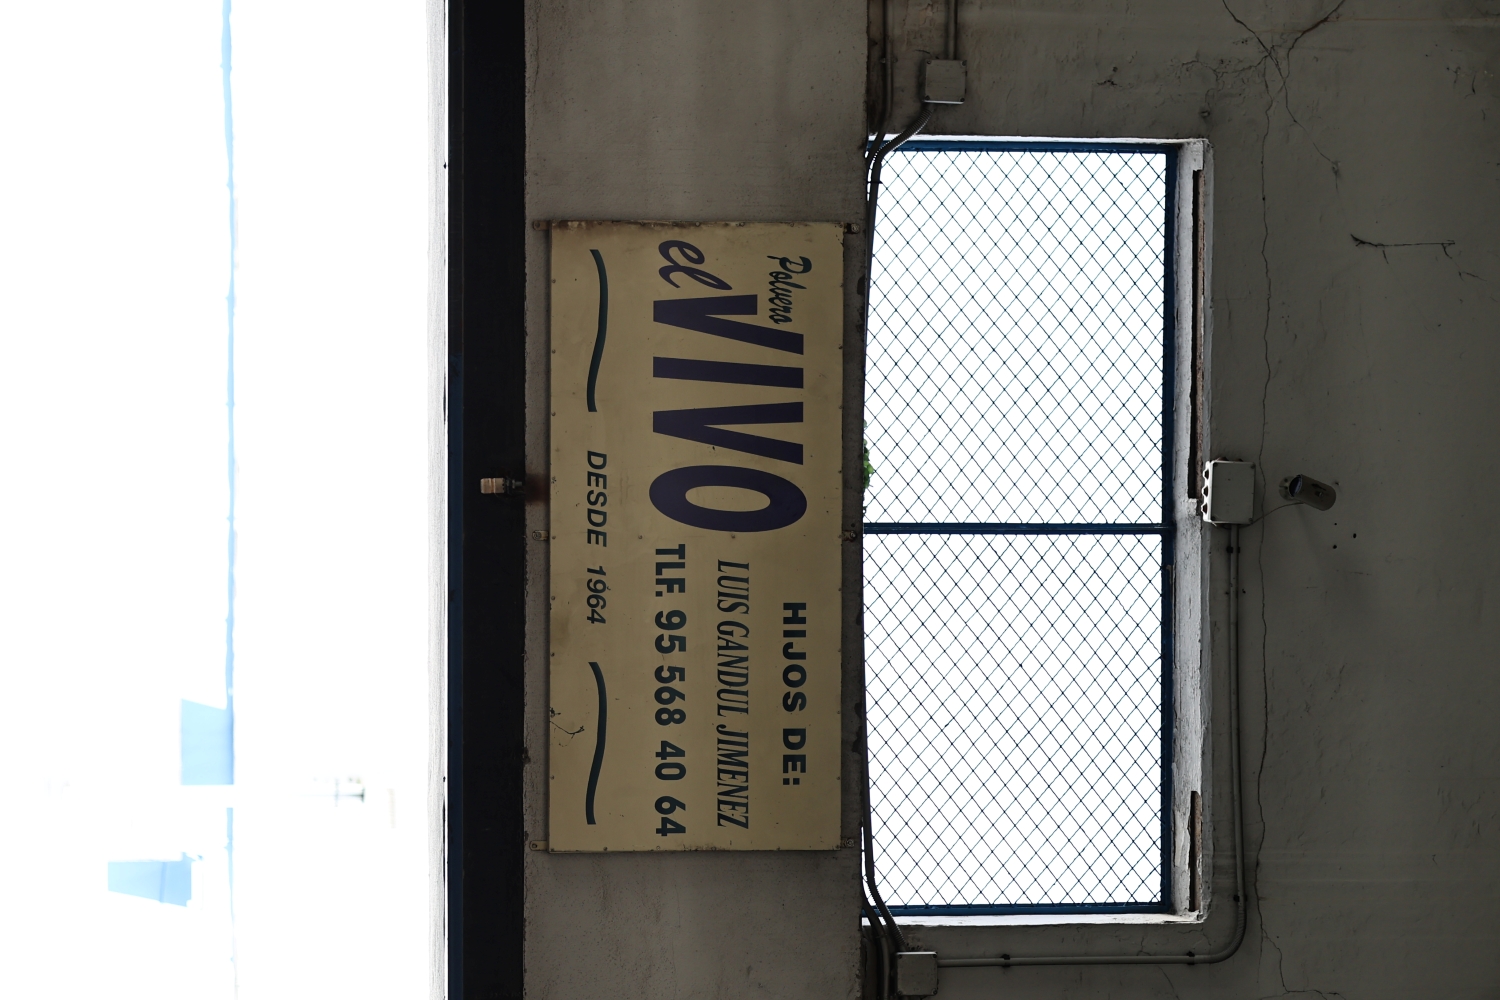 Polvero
el VIVO
HIJOS DE:
LUIS GANDUL JIMENEZ
TLF. 95 568 40 64
DESDE 1964